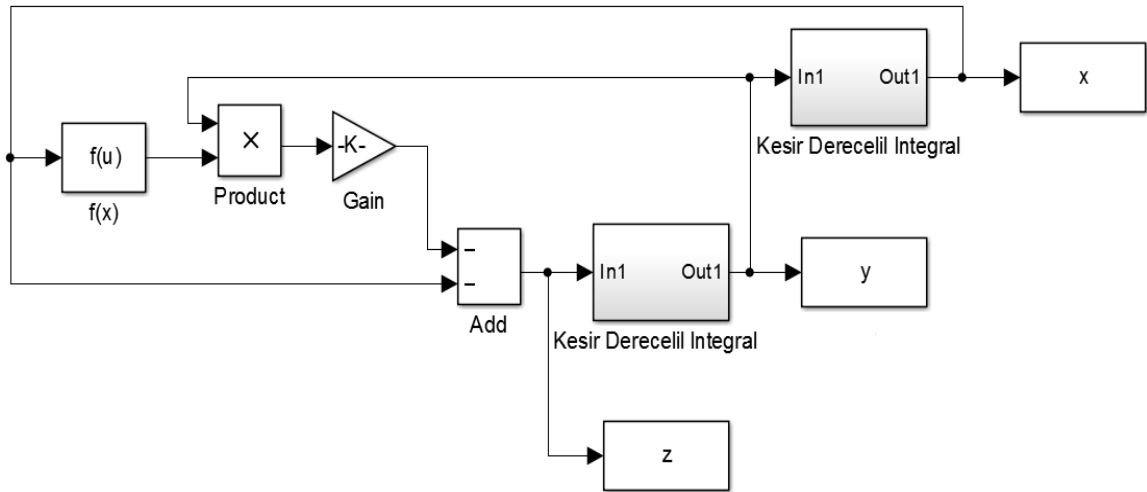 In1
Out1
x
Kesir Derecelil Integral
f(u)
f(x)
×
Product
-K-
Gain
−
−
Add
In1
Out1
Kesir Derecelil Integral
y
z